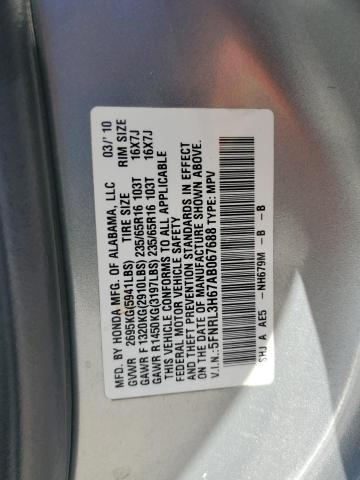 MFD. BY HONDA MFG. OF ALABAMA, LLC 03/' 10
TIRE SIZE RIM SIZE
GVWR 2695KG(5941LBS)
GAWR F 1320KG(2910LBS) 235/65R16 103T 16X7J
GAWR R1450KG(3197LBS) 235/65R16 103T 16X7J
THIS VEHICLE CONFORMS TO ALL APPLICABLE
FEDERAL MOTOR VEHICLE SAFETY
AND THEFT PREVENTION STANDARDS IN EFFECT
ON THE DATE OF MANUFACTURE SHOWN ABOVE.
V.I.N.: 5FNRL3H67AB067688 TYPE: MPV
SHJ A AE5 - NH679M - B - B